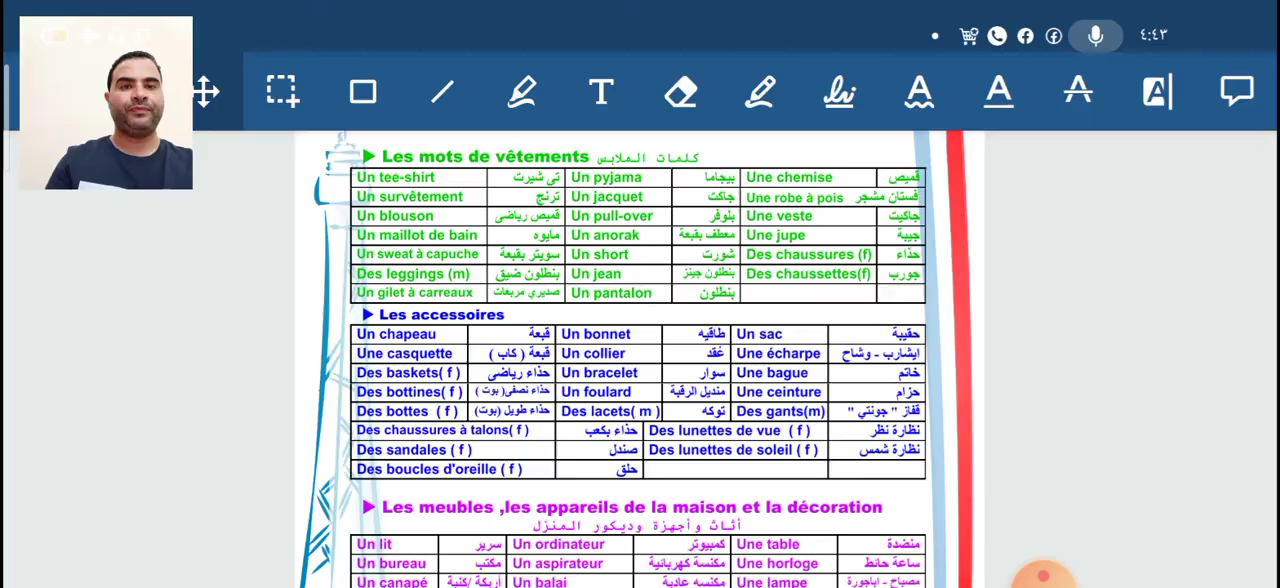 ٤:٤٣
Les mots de vêtements كلمات الملابس
Un tee-shirt تى شيرت Un pyjama بيجاما Une chemise قميص
Un survêtement ترنج Un jacquet جاكت Une robe à pois فستان مشجر
Un blouson قميص رياضى Un pull-over بلوفر Une veste جاكيت
Un maillot de bain مايوه Un anorak معطف بقبعة Une jupe جيبة
Un sweat à capuche سويتر بقبعة Un short شورت Des chaussures (f) حذاء
Des leggings (m) بنطلون ضيق Un jean بنطلون جينز Des chaussettes(f) جورب
Un gilet à carreaux صديري مربعات Un pantalon بنطلون
Les accessoires
Un chapeau قبعة Un bonnet طاقيه Un sac حقيبة
Une casquette قبعة ( كاب ) Un collier عقد Une écharpe ايشارب - وشاح
Des baskets( f ) حذاء رياضى Un bracelet سوار Une bague خاتم
Des bottines( f ) حذاء نصفى( بوت ) Un foulard منديل الرقبة Une ceinture حزام
Des bottes ( f ) حذاء طويل (بوت) Des lacets( m ) توكه Des gants(m) قفاز " جونتي "
Des chaussures à talons( f ) حذاء بكعب Des lunettes de vue ( f ) نظارة نظر
Des sandales ( f ) صندل Des lunettes de soleil ( f ) نظارة شمس
Des boucles d'oreille ( f ) حلق
Les meubles ,les appareils de la maison et la décoration
أثاث وأجهزة وديكور المنزل
Un lit سرير Un ordinateur كمبيوتر Une table منضدة
Un bureau مكتب Un aspirateur مكنسة كهربائية Une horloge ساعة حائط
Un canapé أريكة /كنبة Un balai مكنسه عادية Une lampe مصباح - اباجورة